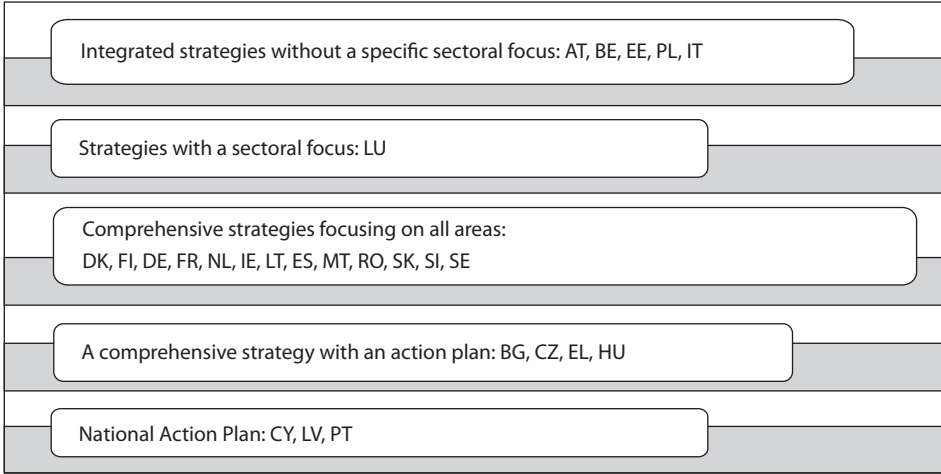 Integrated strategies without a specific sectoral focus: AT, BE, EE, PL, IT
Strategies with a sectoral focus: LU
Comprehensive strategies focusing on all areas:
DK, FI, DE, FR, NL, IE, LT, ES, MT, RO, SK, SI, SE
A comprehensive strategy with an action plan: BG, CZ, EL, HU
National Action Plan: CY, LV, PT